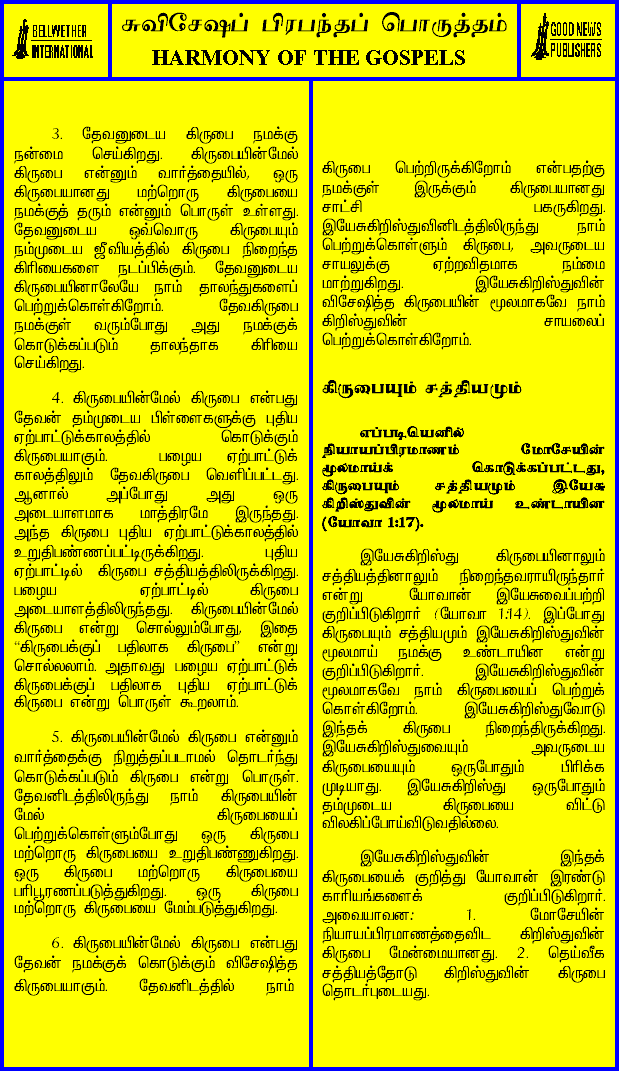 BELLWETHER
INTERNATIONAL
சுவிசேஷப் பிரபந்தப் பொருத்தம்
HARMONY OF THE GOSPELS
GOOD NEWS
PUBLISHERS
3. தேவனுடைய கிருபை நமக்கு
நன்மை செய்கிறது. கிருபையின்மேல்
கிருபை என்னும் வார்த்தையில், ஒரு
கிருபையானது மற்றொரு கிருபையை
நமக்குத் தரும் என்னும் பொருள் உள்ளது.
தேவனுடைய ஒவ்வொரு கிருபையும்
நம்முடைய ஜீவியத்தில் கிருபை நிறைந்த
கிரியைகளை நடப்பிக்கும். தேவனுடைய
கிருபையினாலேயே நாம் தாலந்துகளைப்
பெற்றுக்கொள்கிறோம். தேவகிருபை
நமக்குள் வரும்போது அது நமக்குக்
கொடுக்கப்படும் தாலந்தாக கிரியை
செய்கிறது.
4. கிருபையின்மேல் கிருபை என்பது
தேவன் தம்முடைய பிள்ளைகளுக்கு புதிய
ஏற்பாட்டுக்காலத்தில் கொடுக்கும்
கிருபையாகும். பழைய ஏற்பாட்டுக்
காலத்திலும் தேவகிருபை வெளிப்பட்டது.
ஆனால் அப்போது அது ஒரு
அடையாளமாக மாத்திரமே இருந்தது.
அந்த கிருபை புதிய ஏற்பாட்டுக்காலத்தில்
உறுதிபண்ணப்பட்டிருக்கிறது. புதிய
ஏற்பாட்டில் கிருபை சத்தியத்திலிருக்கிறது.
பழைய ஏற்பாட்டில் கிருபை
அடையாளத்திலிருந்தது. கிருபையின்மேல்
கிருபை என்று சொல்லும்போது, இதை
“கிருபைக்குப் பதிலாக கிருபை” என்று
சொல்லலாம். அதாவது பழைய ஏற்பாட்டுக்
கிருபைக்குப் பதிலாக புதிய ஏற்பாட்டுக்
கிருபை என்று பொருள் கூறலாம்.
5. கிருபையின்மேல் கிருபை என்னும்
வார்த்தைக்கு நிறுத்தப்படாமல் தொடர்ந்து
கொடுக்கப்படும் கிருபை என்று பொருள்.
தேவனிடத்திலிருந்து நாம் கிருபையின்
மேல் கிருபையைப்
பெற்றுக்கொள்ளும்போது ஒரு கிருபை
மற்றொரு கிருபையை உறுதிபண்ணுகிறது.
ஒரு கிருபை மற்றொரு கிருபையை
பரிபூரணப்படுத்துகிறது. ஒரு கிருபை
மற்றொரு கிருபையை மேம்படுத்துகிறது.
6. கிருபையின்மேல் கிருபை என்பது
தேவன் நமக்குக் கொடுக்கும் விசேஷித்த
கிருபையாகும். தேவனிடத்தில் நாம்
கிருபை பெற்றிருக்கிறோம் என்பதற்கு
நமக்குள் இருக்கும் கிருபையானது
சாட்சி பகருகிறது.
இயேசுகிறிஸ்துவினிடத்திலிருந்து நாம்
பெற்றுக்கொள்ளும் கிருபை, அவருடைய
சாயலுக்கு ஏற்றவிதமாக நம்மை
மாற்றுகிறது. இயேசுகிறிஸ்துவின்
விசேஷித்த கிருபையின் மூலமாகவே நாம்
கிறிஸ்துவின் சாயலைப்
பெற்றுக்கொள்கிறோம்.
கிருபையும் சத்தியமும்
எப்படியெனில்
நியாயப்பிரமாணம் மோசேயின்
மூலமாய்க் கொடுக்கப்பட்டது,
கிருபையும் சத்தியமும் இயேசு
கிறிஸ்துவின் மூலமாய் உண்டாயின
(யோவா 1:17).
இயேசுகிறிஸ்து கிருபையினாலும்
சத்தியத்தினாலும் நிறைந்தவராயிருந்தார்
என்று யோவான் இயேசுவைப்பற்றி
குறிப்பிடுகிறார் (யோவா 1:14). இப்போது
கிருபையும் சத்தியமும் இயேசுகிறிஸ்துவின்
மூலமாய் நமக்கு உண்டாயின என்று
குறிப்பிடுகிறார். இயேசுகிறிஸ்துவின்
மூலமாகவே நாம் கிருபையைப் பெற்றுக்
கொள்கிறோம். இயேசுகிறிஸ்துவோடு
இந்தக் கிருபை நிறைந்திருக்கிறது.
இயேசுகிறிஸ்துவையும் அவருடைய
கிருபையையும் ஒருபோதும் பிரிக்க
முடியாது. இயேசுகிறிஸ்து ஒருபோதும்
தம்முடைய கிருபையை விட்டு
விலகிப்போய்விடுவதில்லை.
இயேசுகிறிஸ்துவின் இந்தக்
கிருபையைக் குறித்து யோவான் இரண்டு
காரியங்களைக் குறிப்பிடுகிறார்.
அவையாவன: 1. மோசேயின்
நியாயப்பிரமாணத்தைவிட கிறிஸ்துவின்
கிருபை மேன்மையானது. 2. தெய்வீக
சத்தியத்தோடு கிறிஸ்துவின் கிருபை
தொடர்புடையது.